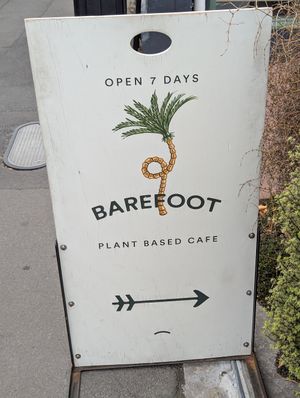 OPEN 7 DAYS
BAREFOOT
PLANT BASED CAFE